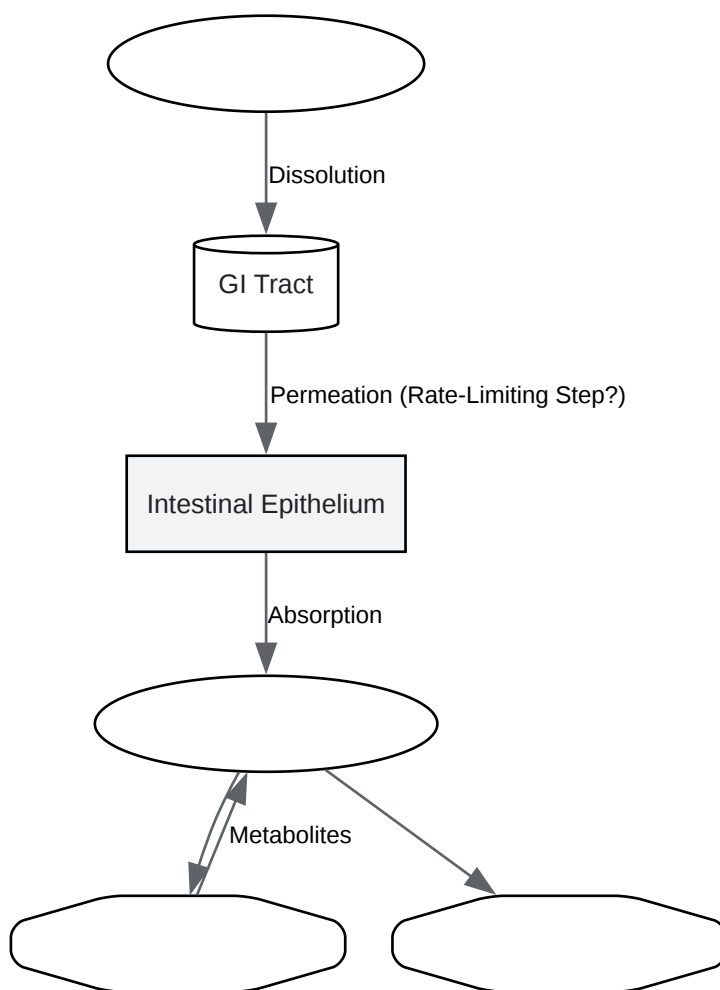 Dissolution
GI Tract
Permeation (Rate-Limiting Step?)
Intestinal Epithelium
Absorption
Metabolites